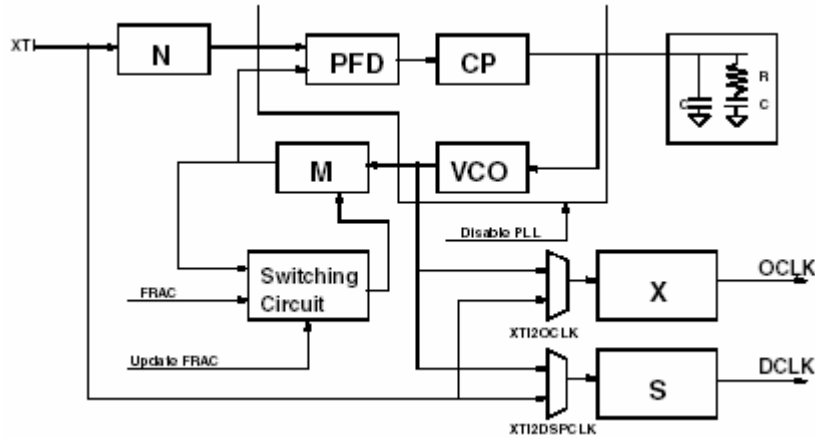 XTI
N
PFD
CP
R
C
C
M
VCO
Disable PLL
Switching
Circuit
FRAC
Update FRAC
XTI2OCLK
X
OCLK
XTI2DSPCLK
S
DCLK